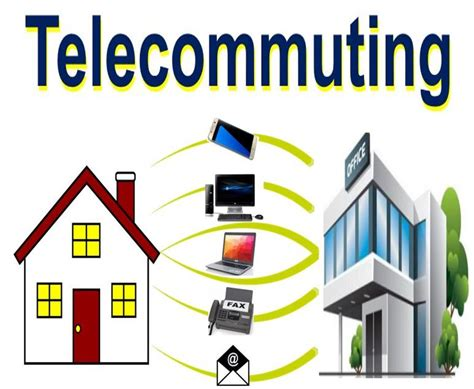 Telecommuting
OFFICE
FAX
@